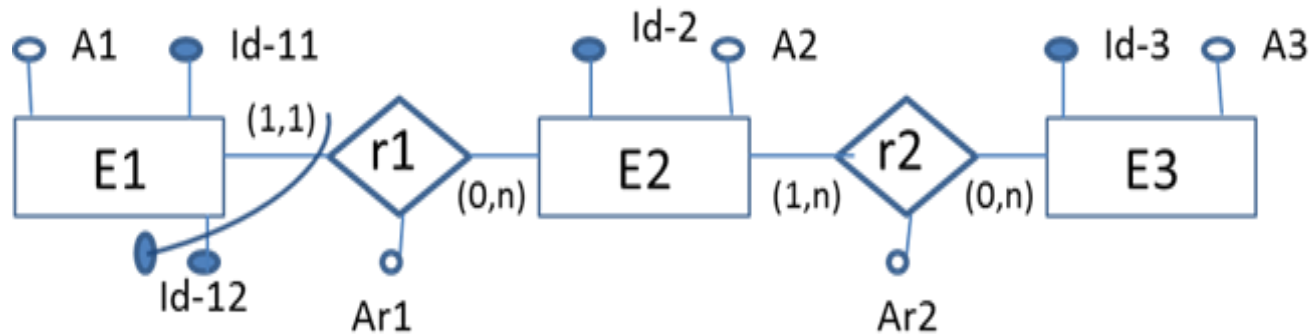 A1 Id-11 Id-2 A2 Id-3 A3
(1,1)
E1 r1 E2 r2 E3
(0,n) (1,n) (0,n)
Id-12
Ar1 Ar2